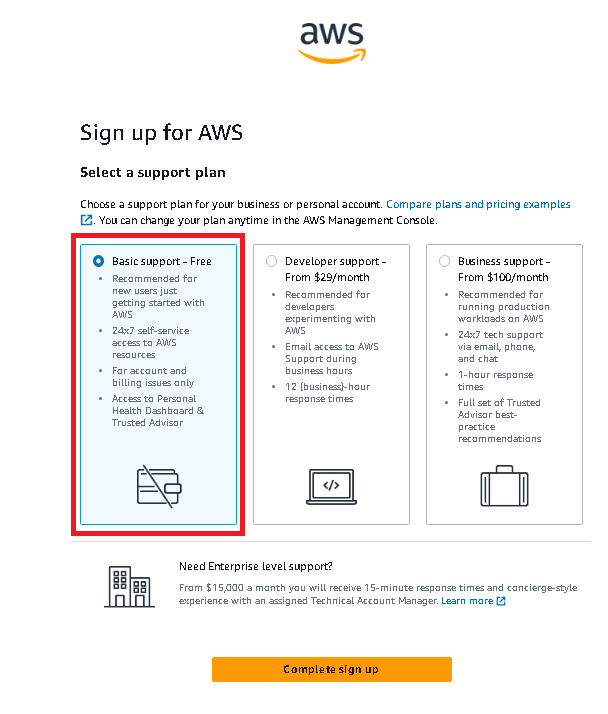 aws
Sign up for AWS
Select a support plan
Choose a support plan for your business or personal account. Compare plans and pricing examples
. You can change your plan anytime in the AWS Management Console.
Basic support - Free
• Recommended for
new users just
getting started with
AWS
• 24x7 self-service
access to AWS
resources
• For account and
billing issues only
• Access to Personal
Health Dashboard &
Trusted Advisor
Developer support -
From $29/month
• Recommended for
developers
experimenting with
AWS
• Email access to AWS
Support during
business hours
• 12 (business)-hour
response times
</>
Business support -
From $100/month
• Recommended for
running production
workloads on AWS
• 24x7 tech support
via email, phone,
and chat
• 1-hour response
times
• Full set of Trusted
Advisor best-
practice
recommendations
Need Enterprise level support?
From $15,000 a month you will receive 15-minute response times and concierge-style
experience with an assigned Technical Account Manager. Learn more
Complete sign up